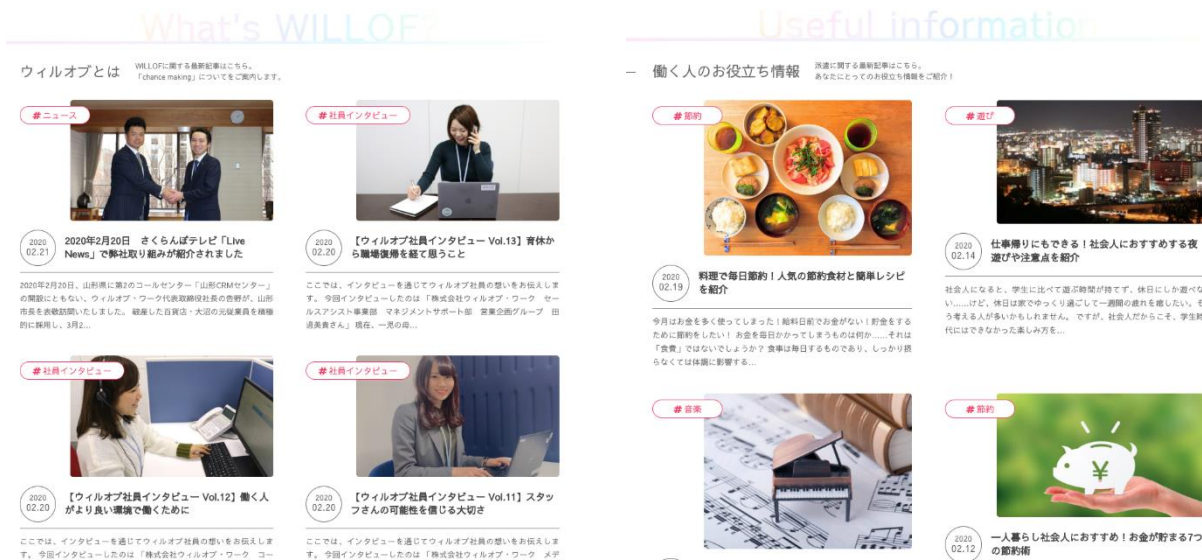 What's WILLOF?
ウィルオブとは
WILLOFに関する最新記事はこちら。
「chance making」についてをご案内します。
#ニュース
2020
02.21
2020年2月20日 さくらんぼテレビ「Live
News」で弊社取り組みが紹介されました
2020年2月20日、山形県に第2のコールセンター「山形CRMセンター」
の開設にともない、ウィルオブ・ワーク代表取締役社長の告野が、山形
市長を表敬訪問いたしました。 破産した百貨店・大沼の元従業員を積極
的に採用し、3月2...
#社員インタビュー
2020
02.20
【ウィルオブ社員インタビュー Vol.13】育休か
ら職場復帰を経て思うこと
ここでは、インタビューを通じてウィルオブ社員の想いをお伝えしま
す。 今回インタビューしたのは 「株式会社ウィルオブ・ワーク セー
ルスアシスト事業部 マネジメントサポート部 営業企画グループ 田
邉美貴さん」 現在、一児の母...
#社員インタビュー
2020
02.20
【ウィルオブ社員インタビュー Vol.12】働く人
がより良い環境で働くために
ここでは、インタビューを通じてウィルオブ社員の想いをお伝えしま
す。 今回インタビューしたのは 「株式会社ウィルオブ・ワーク コー
#社員インタビュー
2020
02.20
【ウィルオブ社員インタビュー Vol.11】スタッ
フさんの可能性を信じる大切さ
ここでは、インタビューを通じてウィルオブ社員の想いをお伝えしま
す。 今回インタビューしたのは 「株式会社ウィルオブ・ワーク メデ
Useful information
働く人のお役立ち情報
派遣に関する最新記事はこちら。
あなたにとってのお役立ち情報をご紹介！
#節約
2020
02.19
料理で毎日節約！人気の節約食材と簡単レシピ
を紹介
今月はお金を多く使ってしまった！給料日前でお金がない！貯金をする
ために節約をしたい！ お金を毎日かかってしまうものは何か......それは
「食費」ではないでしょうか？ 食事は毎日するものであり、しっかり摂
らなくては体調に影響する...
#遊び
2020
02.14
仕事帰りにもできる！社会人におすすめする夜
遊びや注意点を紹介
社会人になると、学生に比べて遊ぶ時間が持てず、休日にしか遊べな
い......けど、休日は家でゆっくり過ごして一週間の疲れを癒したい。そ
う考える人が多いかもしれません。 ですが、社会人だからこそ、学生時
代にはできなかった楽しみ方を...
#音楽
#節約
¥
2020
02.12
一人暮らし社会人におすすめ！お金が貯まる7つ
の節約術